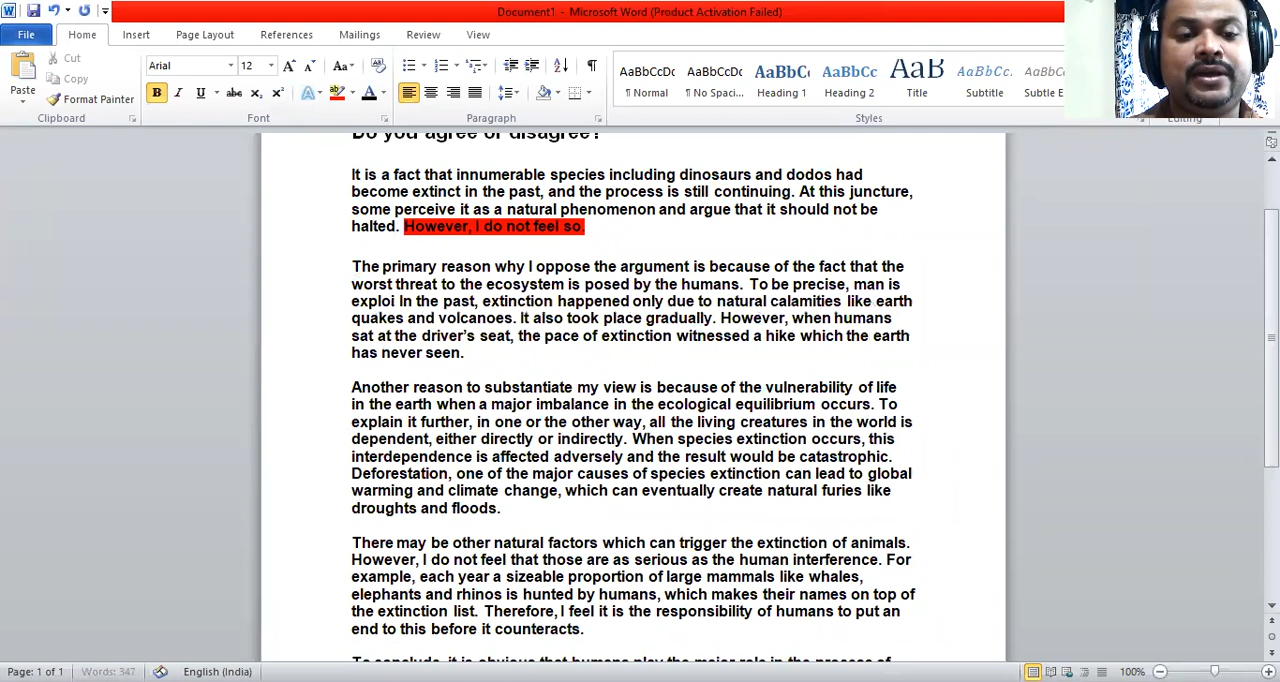 Document1 - Microsoft Word (Product Activation Failed)
File Home Insert Page Layout References Mailings Review View
Paste
Cut
Copy
Format Painter
Clipboard
Arial 12 Aa
B I U abc X₂ X² A A
Font
Paragraph
AaBbCcDc AaBbCcDc AaBbC AaBbCc AaB AaBbCc. AaBbCc
¶ Normal ¶ No Spaci... Heading 1 Heading 2 Title Subtitle Subtle E
Styles
Editing
Do you agree or disagree?
It is a fact that innumerable species including dinosaurs and dodos had
become extinct in the past, and the process is still continuing. At this juncture,
some perceive it as a natural phenomenon and argue that it should not be
halted. However, I do not feel so.
The primary reason why I oppose the argument is because of the fact that the
worst threat to the ecosystem is posed by the humans. To be precise, man is
exploi In the past, extinction happened only due to natural calamities like earth
quakes and volcanoes. It also took place gradually. However, when humans
sat at the driver's seat, the pace of extinction witnessed a hike which the earth
has never seen.
Another reason to substantiate my view is because of the vulnerability of life
in the earth when a major imbalance in the ecological equilibrium occurs. To
explain it further, in one or the other way, all the living creatures in the world is
dependent, either directly or indirectly. When species extinction occurs, this
interdependence is affected adversely and the result would be catastrophic.
Deforestation, one of the major causes of species extinction can lead to global
warming and climate change, which can eventually create natural furies like
droughts and floods.
There may be other natural factors which can trigger the extinction of animals.
However, I do not feel that those are as serious as the human interference. For
example, each year a sizeable proportion of large mammals like whales,
elephants and rhinos is hunted by humans, which makes their names on top of
the extinction list. Therefore, I feel it is the responsibility of humans to put an
end to this before it counteracts.
To conclude, it is obvious that humans play the major role in the process of
Page: 1 of 1 Words: 347 English (India) 100%